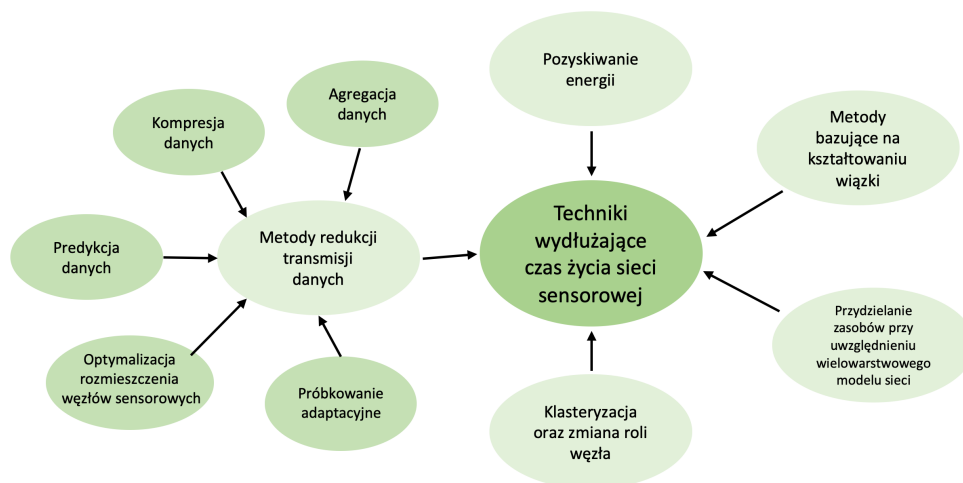 Pozyskiwanie
energii
Agregacja
danych
Kompresja
danych
Metody
bazujące na
kształtowaniu
wiązki
Techniki
wydłużające
czas życia sieci
sensorowej
Metody redukcji
transmisji
danych
Predykcja
danych
Przydzielanie
zasobów przy
uwzględnieniu
wielowarstwowego
modelu sieci
Optymalizacja
rozmieszczenia
węzłów sensorowych
Próbkowanie
adaptacyjne
Klasteryzacja
oraz zmiana roli
węzła